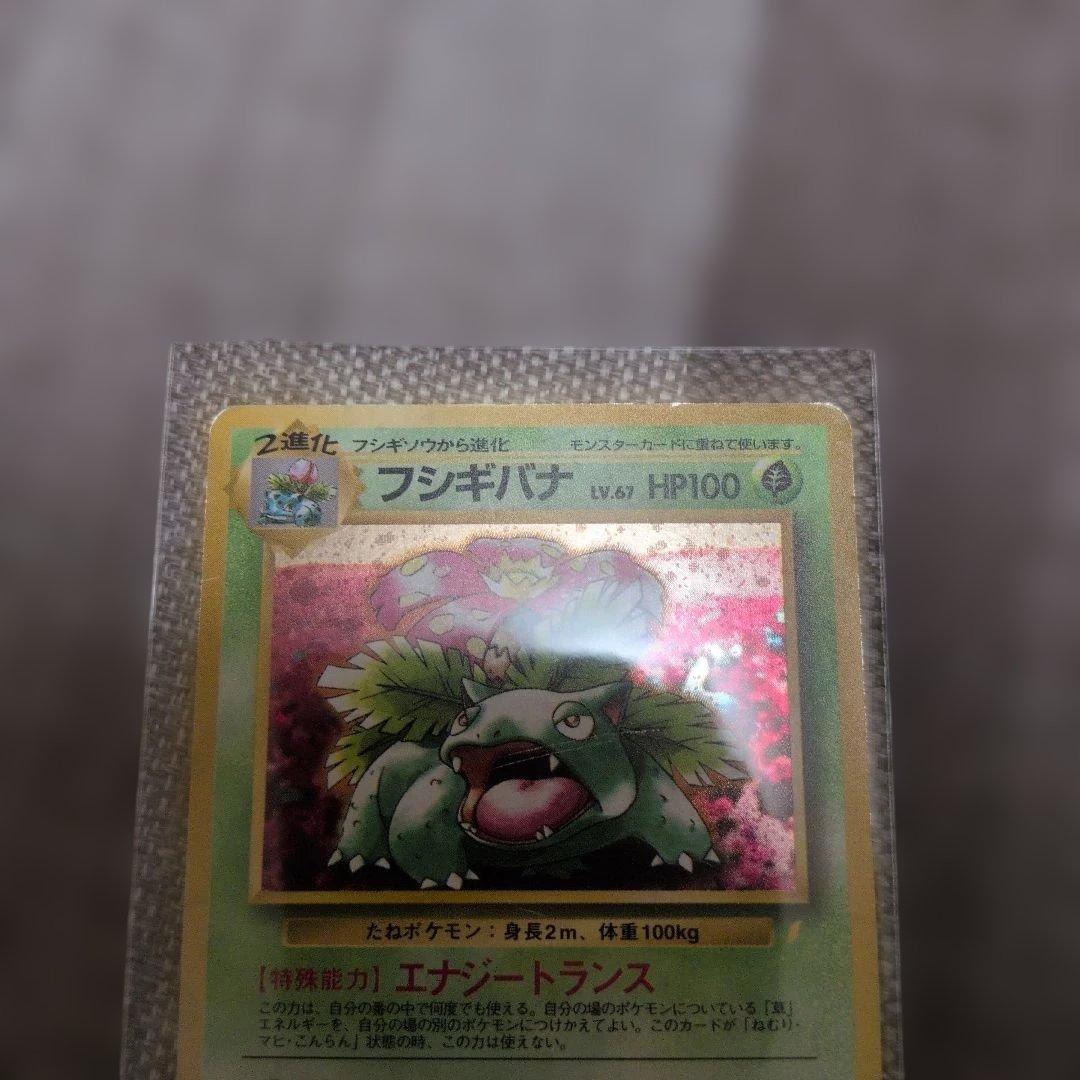 2進化 フシギソウから進化 モンスターカードに重ねて使います。
フシギバナ LV.67 HP100
たねポケモン：身長2m、体重100kg
【特殊能力】エナジートランス
この力は、自分の番の中で何度でも使える。自分の場のポケモンについている「草」
エネルギーを、自分の場の別のポケモンにつけかえてよい。このカードが「ねむり・
マヒ・こんらん」状態の時、この力は使えない。